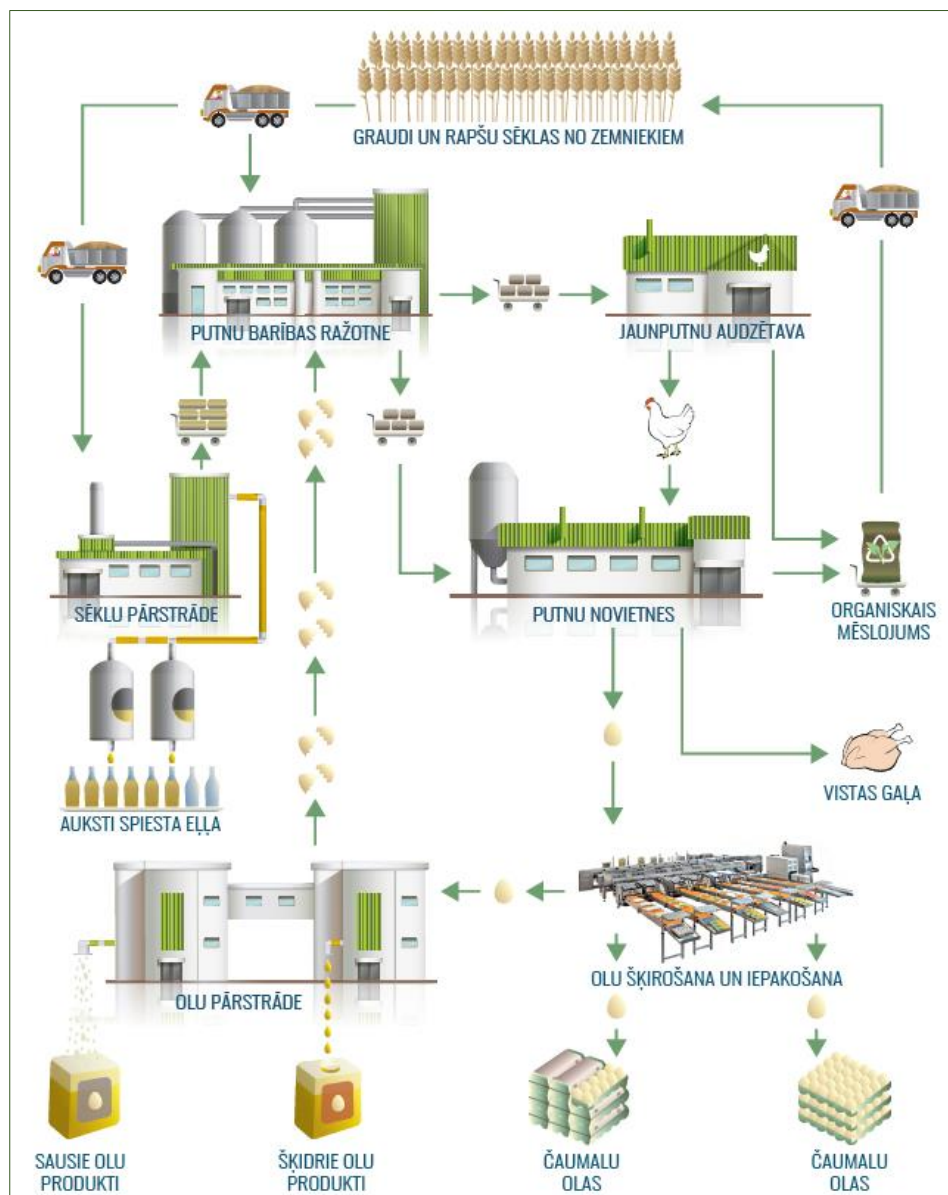 GRAUDI UN RAPŠU SĒKLAS NO ZEMNIEKIEM
PUTNU BARĪBAS RAŽOTNE
JAUNPUTNU AUDZĒTAVA
SĒKLU PĀRSTRĀDE
PUTNU NOVIETNES
ORGANISKAIS
MĒSLOJUMS
VISTAS GAĻA
AUKSTI SPIESTA EĻĻA
OLU ŠĶIROŠANA UN IEPAKOŠANA
OLU PĀRSTRĀDE
SAUSIE OLU
PRODUKTI
ŠĶIDRIE OLU
PRODUKTI
ČAUMALU
OLAS
ČAUMALU
OLAS